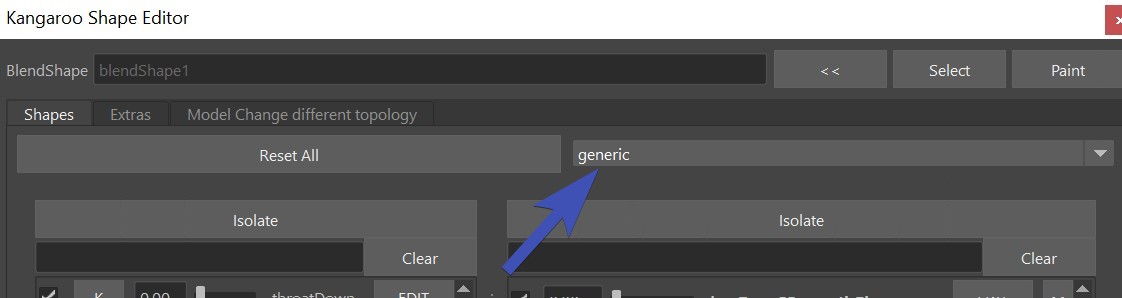 Kangaroo Shape Editor
BlendShape blendShape1 << Select Paint
Shapes Extras Model Change different topology
Reset All generic
Isolate Isolate
Clear Clear
K 0.00 throatDown EDIT